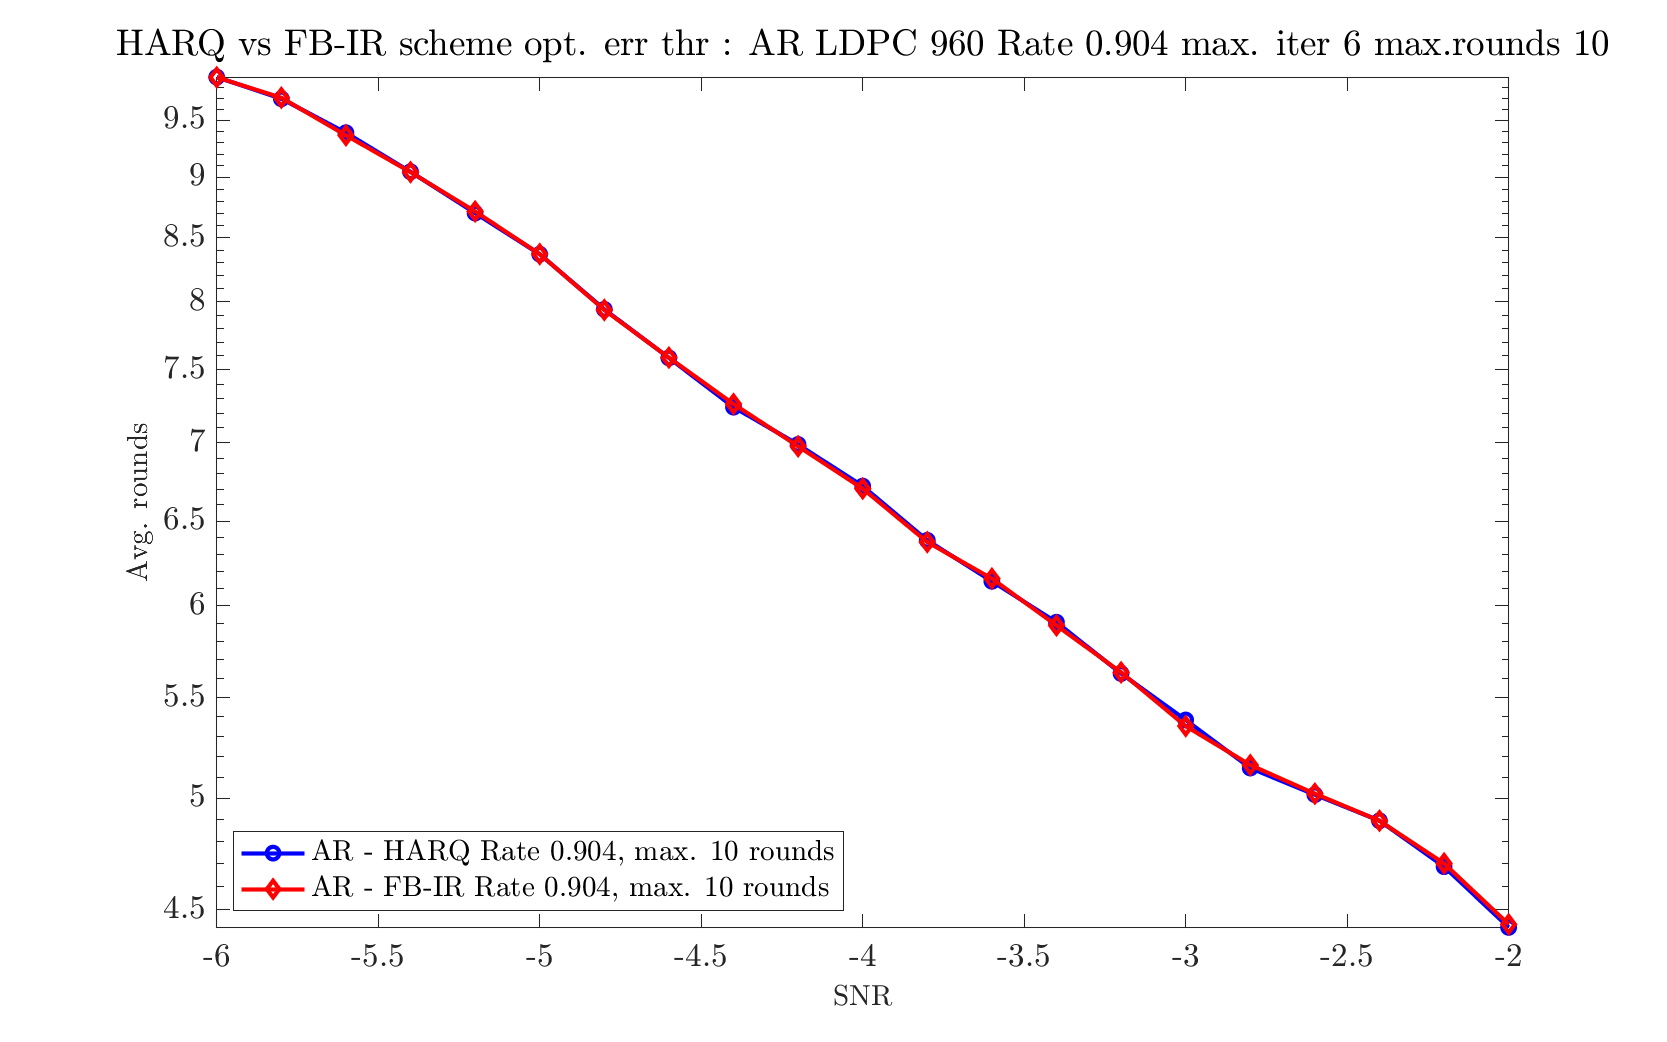 HARQ vs FB-IR scheme opt. err thr : AR LDPC 960 Rate 0.904 max. iter 6 max.rounds 10
9.5
9
8.5
8
7.5
7
6.5
6
5.5
5
4.5
Avg. rounds
AR - HARQ Rate 0.904, max. 10 rounds
AR - FB-IR Rate 0.904, max. 10 rounds
-6 -5.5 -5 -4.5 -4 -3.5 -3 -2.5 -2
SNR